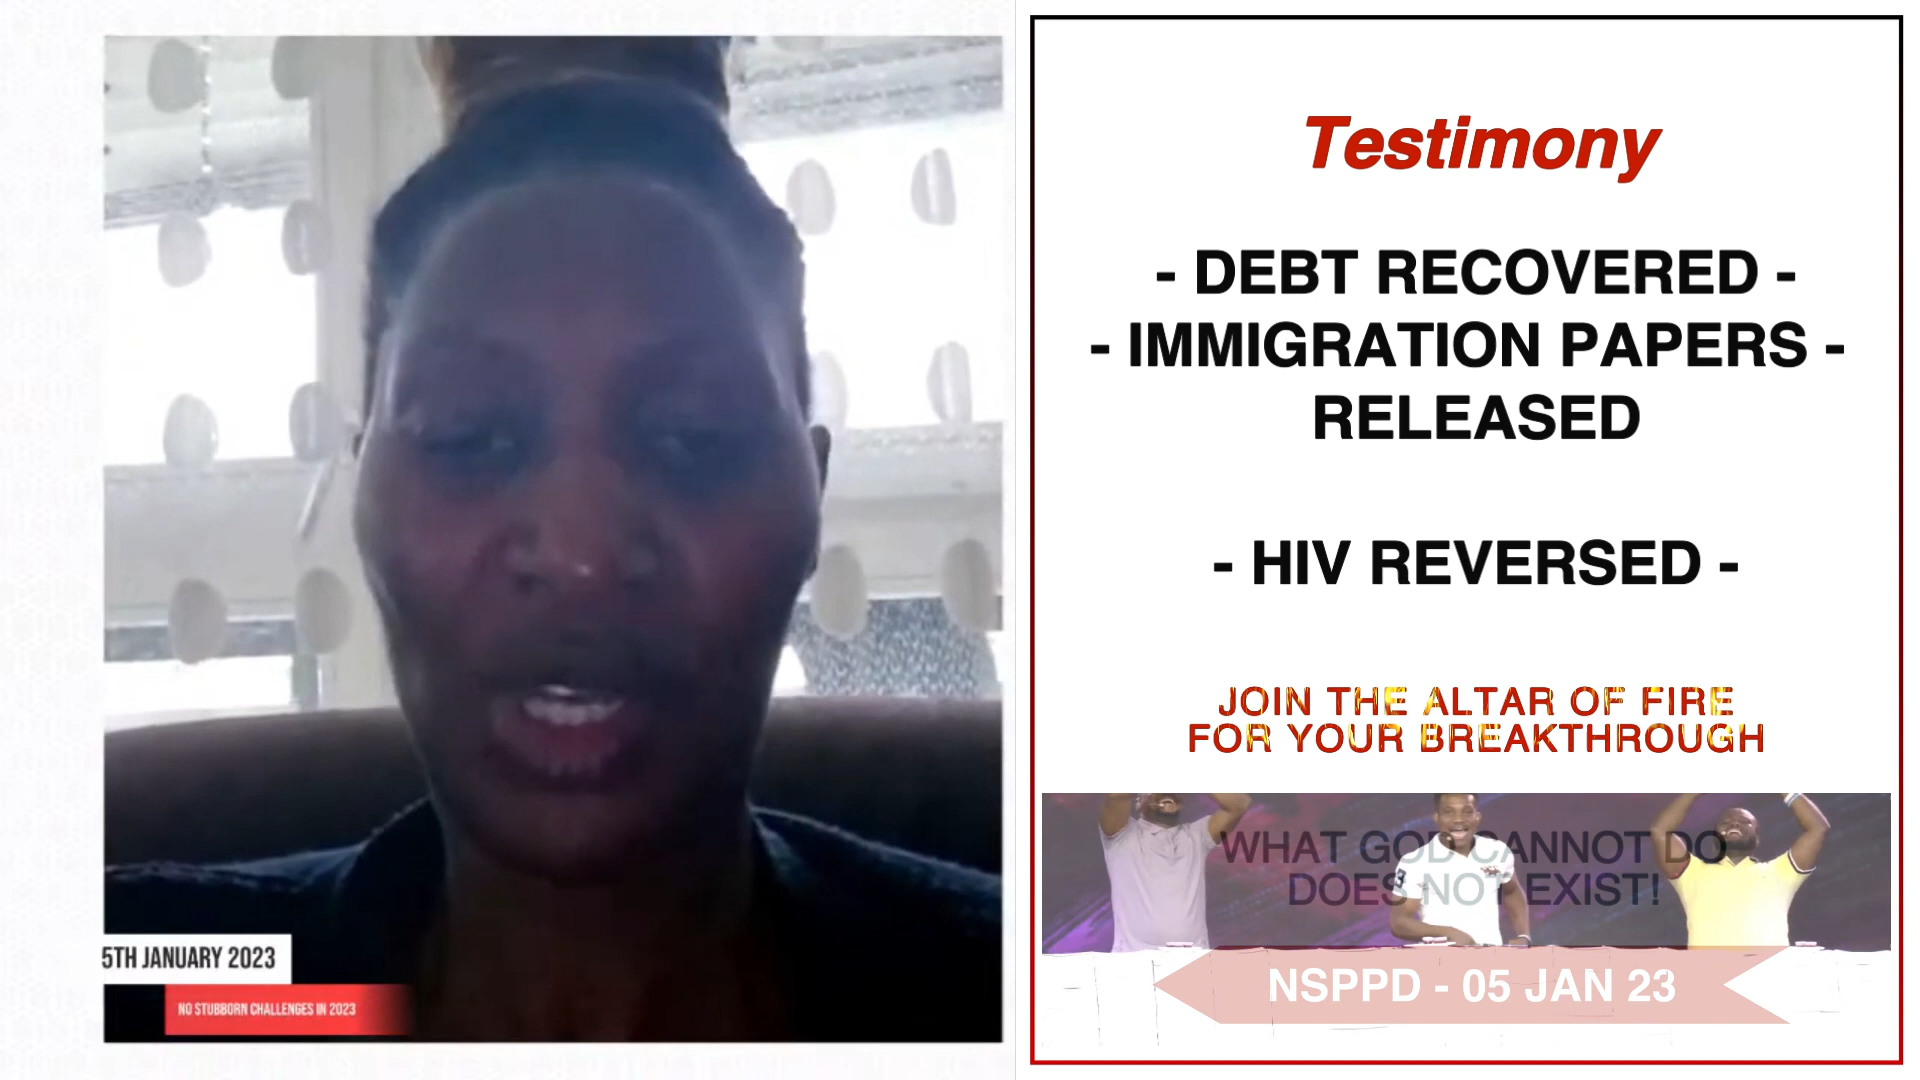 5TH JANUARY 2023
NO STUBBORN CHALLENGES IN 2023
Testimony
- DEBT RECOVERED -
- IMMIGRATION PAPERS -
RELEASED
- HIV REVERSED -
JOIN THE ALTAR OF FIRE
FOR YOUR BREAKTHROUGH
WHAT GOD CANNOT DO
DOES NOT EXIST!
NSPPD - 05 JAN 23